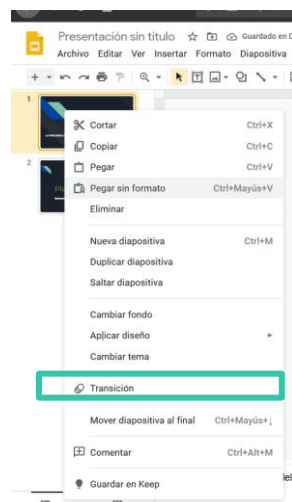 Presentación sin título Guardado en D
Archivo Editar Ver Insertar Formato Diapositiva
1
Cortar Ctrl+X
Copiar Ctrl+C
2
Pegar Ctrl+V
Pegar sin formato Ctrl+Mayús+V
Eliminar
Nueva diapositiva Ctrl+M
Duplicar diapositiva
Saltar diapositiva
Cambiar fondo
Aplicar diseño
Cambiar tema
Transición
Mover diapositiva al final Ctrl+Mayús+↓
Comentar Ctrl+Alt+M
Guardar en Keep